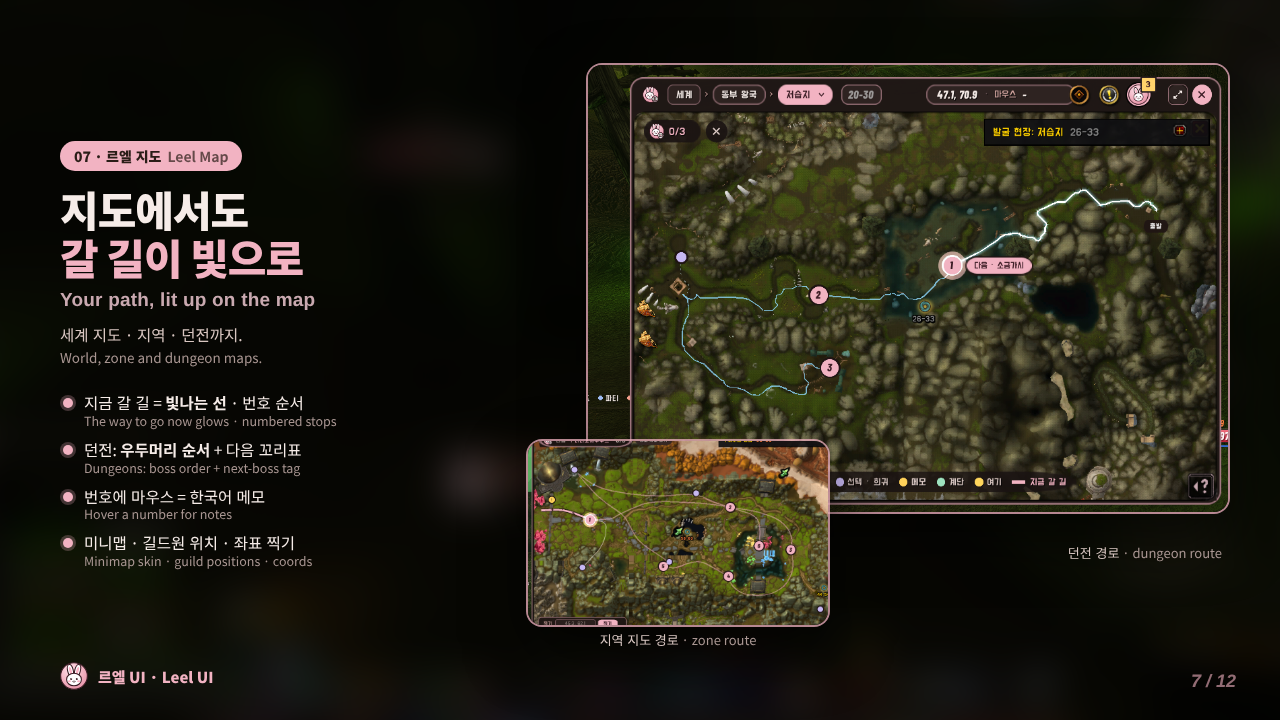 07 · 르엘 지도 Leel Map
지도에서도
갈 길이 빛으로
Your path, lit up on the map
세계 지도 · 지역 · 던전까지.
World, zone and dungeon maps.
지금 갈 길 = 빛나는 선 · 번호 순서
The way to go now glows · numbered stops
던전: 우두머리 순서 + 다음 꼬리표
Dungeons: boss order + next-boss tag
번호에 마우스 = 한국어 메모
Hover a number for notes
미니맵 · 길드원 위치 · 좌표 찍기
Minimap skin · guild positions · coords
르엘 UI · Leel UI
세계 › 동부 왕국 › 저습지 20-30
47.1, 70.9 · 마우스 -
3
0/3
발굴 현장: 저습지 26-33
출발
1 다음 · 소금가시
2
26-33
3
파티
선택 · 희귀 메모 계단 여기 지금 갈 길
?
던전 경로 · dungeon route
지역 지도 경로 · zone route
7 / 12